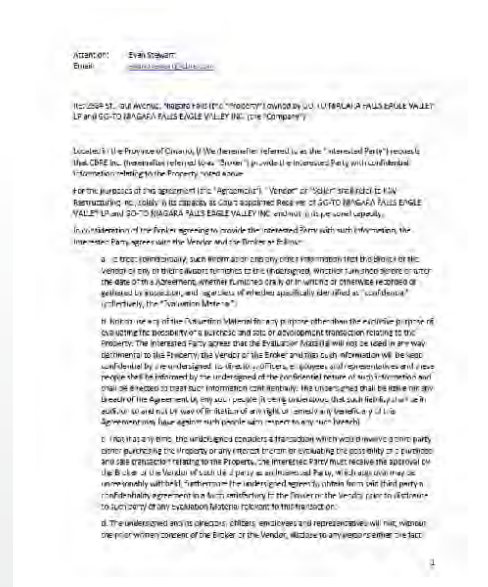 Attention: Evan Stewart
Email:
RE: 2334 St. Paul Avenue, Niagara Falls (the "Property") owned by GO-TO NIAGARA FALLS EAGLE VALLEY
LP and GO-TO NIAGARA FALLS EAGLE VALLEY INC. (the "Company")
Located in the Province of Ontario, I/We (hereinafter referred to as the "Interested Party") requests
that CBRE Inc. (hereinafter referred to as "Broker") provide the Interested Party with confidential
information relating to the Property noted above.
For the purposes of this agreement (the "Agreement"), "Vendor" or "Seller" shall refer to KSV
Restructuring Inc., solely in its capacity as Court appointed Receiver of GO-TO NIAGARA FALLS EAGLE
VALLEY LP and GO-TO NIAGARA FALLS EAGLE VALLEY INC. and not in its personal capacity.
In consideration of the Broker agreeing to provide the Interested Party with such information, the
Interested Party agrees with the Vendor and the Broker as follows:
a. To treat confidentially, such information and any other information that the Broker or the
Vendor or any of their advisors furnishes to the undersigned, whether furnished before or after
the date of this Agreement, whether furnished orally or in writing or otherwise recorded or
gathered by inspection, and regardless of whether specifically identified as "confidential"
(collectively, the "Evaluation Material").
b. Not to use any of the Evaluation Material for any purpose other than the exclusive purpose of
evaluating the possibility of a purchase and sale or development transaction relating to the
Property. The Interested Party agrees that the Evaluation Material will not be used in any way
detrimental to the Property, the Vendor or the Broker and that such information will be kept
confidential by the undersigned, its directors, officers, employees and representatives and these
people shall be informed by the undersigned of the confidential nature of such information and
shall be directed to treat such information confidentially. The undersigned shall be liable for any
breach of the Agreement by any such people (it being understood that such liability shall be in
addition to and not by way of limitation of any right or remedy any beneficiary of this
Agreement may have against such people with respect to any such breach).
c. That if at any time, the undersigned considers a transaction which would involve a third party
either purchasing the Property or any interest therein or evaluating the possibility of a purchase
and sale transaction relating to the Property, the Interested Party must receive the approval by
the Broker or the Vendor of such third party as an Interested Party, which approval may be
unreasonably withheld, furthermore the undersigned agrees to obtain from said third party a
confidentiality agreement in a form satisfactory to the Broker or the Vendor prior to disclosure
to such party of any Evaluation Material relevant to this transaction.
d. The undersigned and its directors, officers, employees and representatives will not, without
the prior written consent of the Broker or the Vendor, disclose to any persons either the fact
1